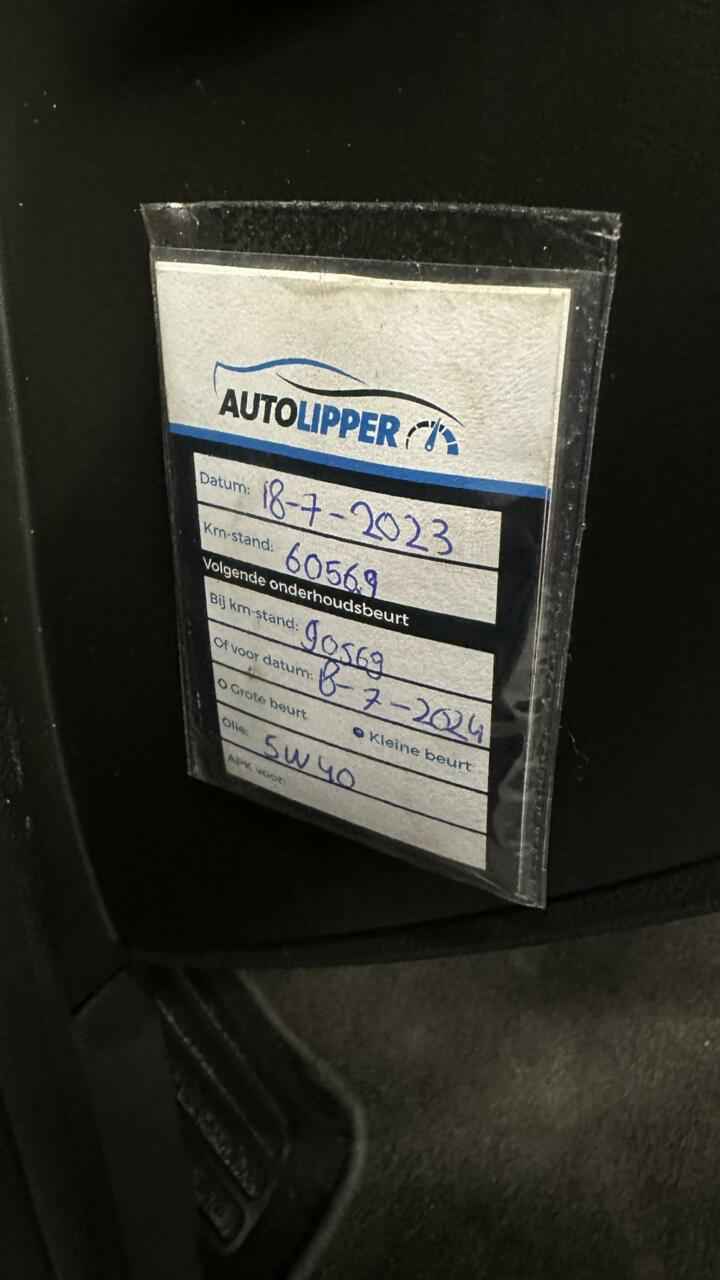 AUTOLIPPER
Datum: 18-7-2023
Km-stand: 60569
Volgende onderhoudsbeurt
Bij km-stand: 90569
Of voor datum: 18-7-2024
O Grote beurt Kleine beurt
Olie: 5W40
APK voor: